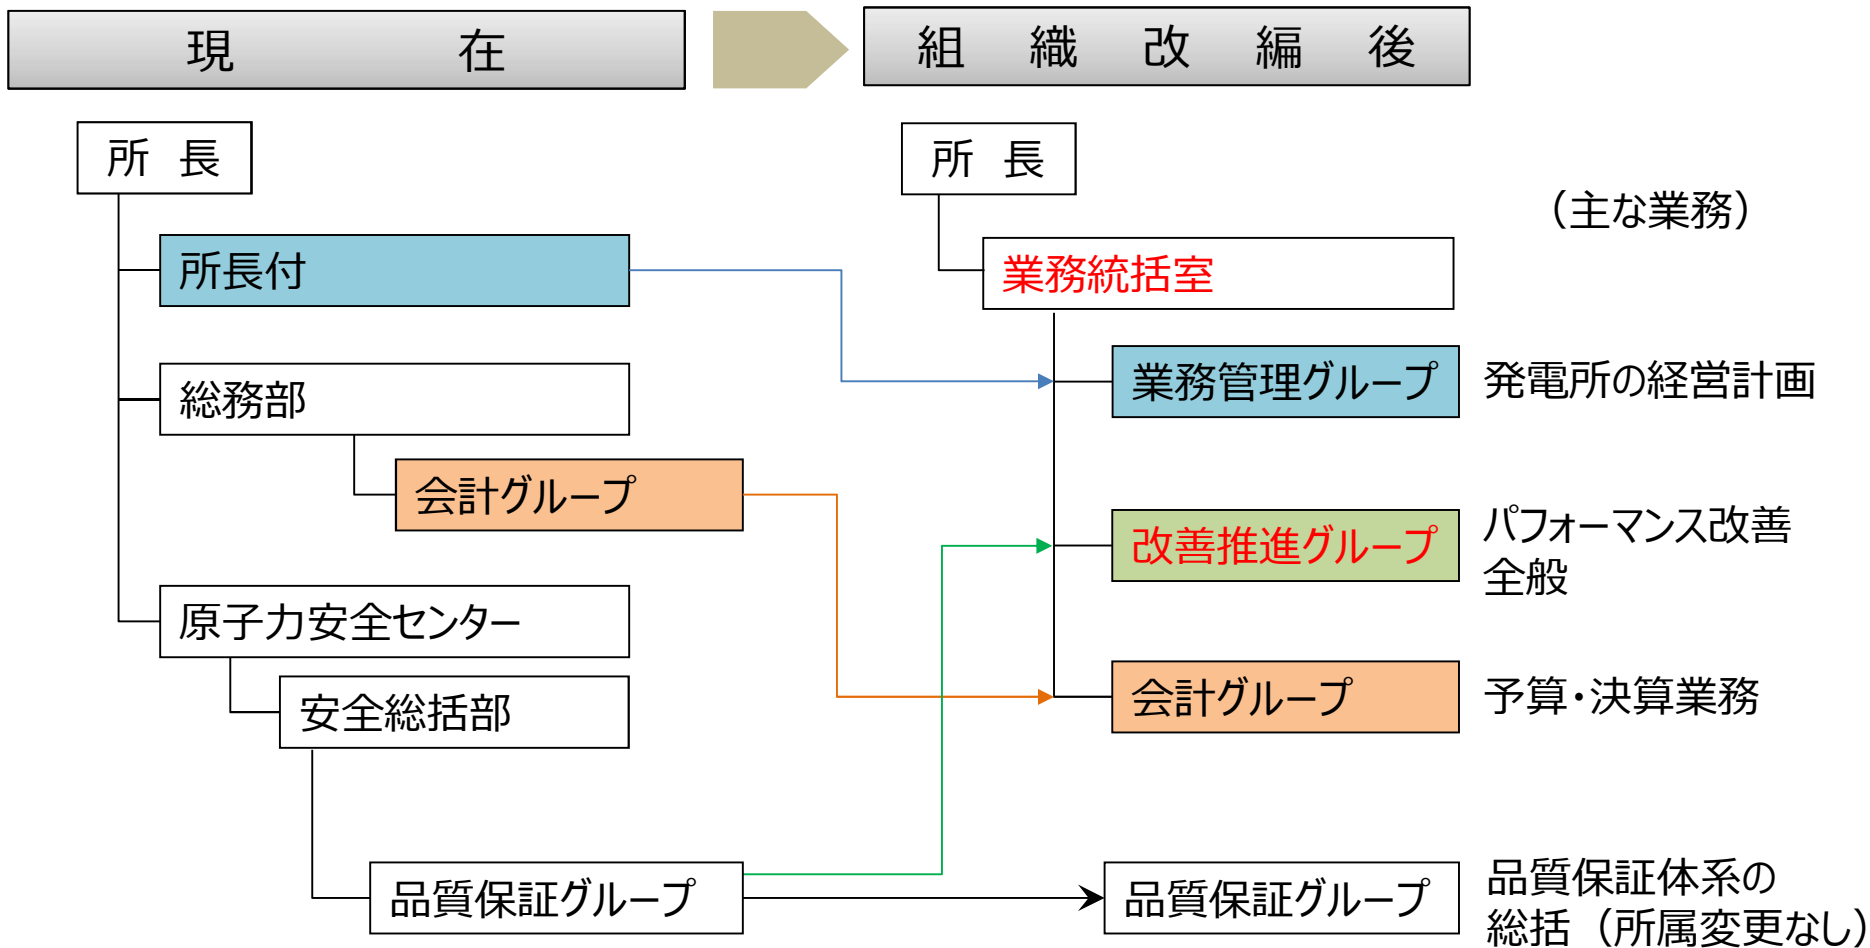 現在
組織改編後
所長
所長付
総務部
会計グループ
原子力安全センター
安全総括部
品質保証グループ
所長
(主な業務)
業務統括室
業務管理グループ
発電所の経営計画
改善推進グループ
パフォーマンス改善
全般
会計グループ
予算・決算業務
品質保証グループ
品質保証体系の
総括(所属変更なし)